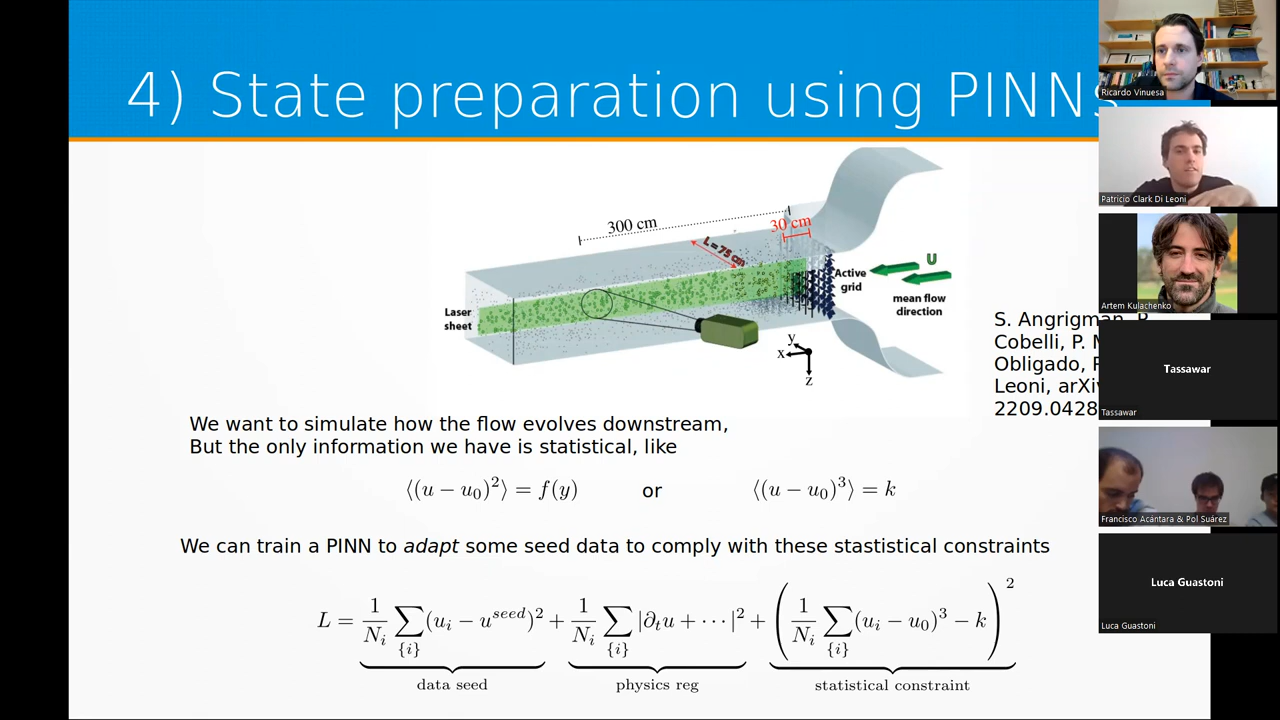 4) State preparation using PINNs
300 cm
30 cm
L = 75 cm
U
Active
grid
mean flow
direction
Laser
sheet
y
x
z
S. Angrigman, P.
Cobelli, P. M
Obligado, P
Leoni, arXiv
2209.0428
We want to simulate how the flow evolves downstream,
But the only information we have is statistical, like
⟨(u − u₀)²⟩ = f(y) or ⟨(u − u₀)³⟩ = k
We can train a PINN to adapt some seed data to comply with these stastistical constraints
L = 1/Nᵢ ∑{i} (uᵢ − u^seed)² + 1/Nᵢ ∑{i} |∂ₜu + ⋯|² + (1/Nᵢ ∑{i} (uᵢ − u₀)³ − k)²
data seed physics reg statistical constraint
Ricardo Vinuesa
Patricio Clark Di Leoni
Artem Kulachenko
Tassawar
Tassawar
Francisco Acántara & Pol Suárez
Luca Guastoni
Luca Guastoni